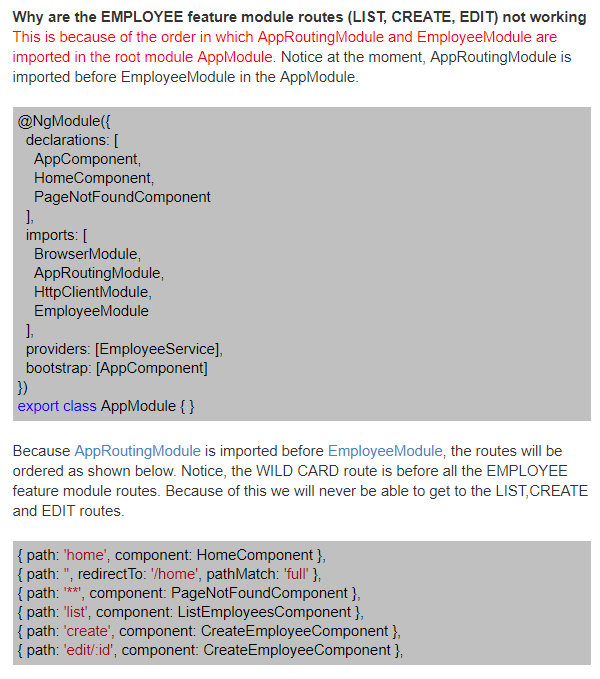 Why are the EMPLOYEE feature module routes (LIST, CREATE, EDIT) not working
This is because of the order in which AppRoutingModule and EmployeeModule are
imported in the root module AppModule. Notice at the moment, AppRoutingModule is
imported before EmployeeModule in the AppModule.
@NgModule({
  declarations: [
    AppComponent,
    HomeComponent,
    PageNotFoundComponent
  ],
  imports: [
    BrowserModule,
    AppRoutingModule,
    HttpClientModule,
    EmployeeModule
  ],
  providers: [EmployeeService],
  bootstrap: [AppComponent]
})
export class AppModule { }
Because AppRoutingModule is imported before EmployeeModule, the routes will be
ordered as shown below. Notice, the WILD CARD route is before all the EMPLOYEE
feature module routes. Because of this we will never be able to get to the LIST,CREATE
and EDIT routes.
{ path: 'home', component: HomeComponent },
{ path: '', redirectTo: '/home', pathMatch: 'full' },
{ path: '**', component: PageNotFoundComponent },
{ path: 'list', component: ListEmployeesComponent },
{ path: 'create', component: CreateEmployeeComponent },
{ path: 'edit/:id', component: CreateEmployeeComponent },